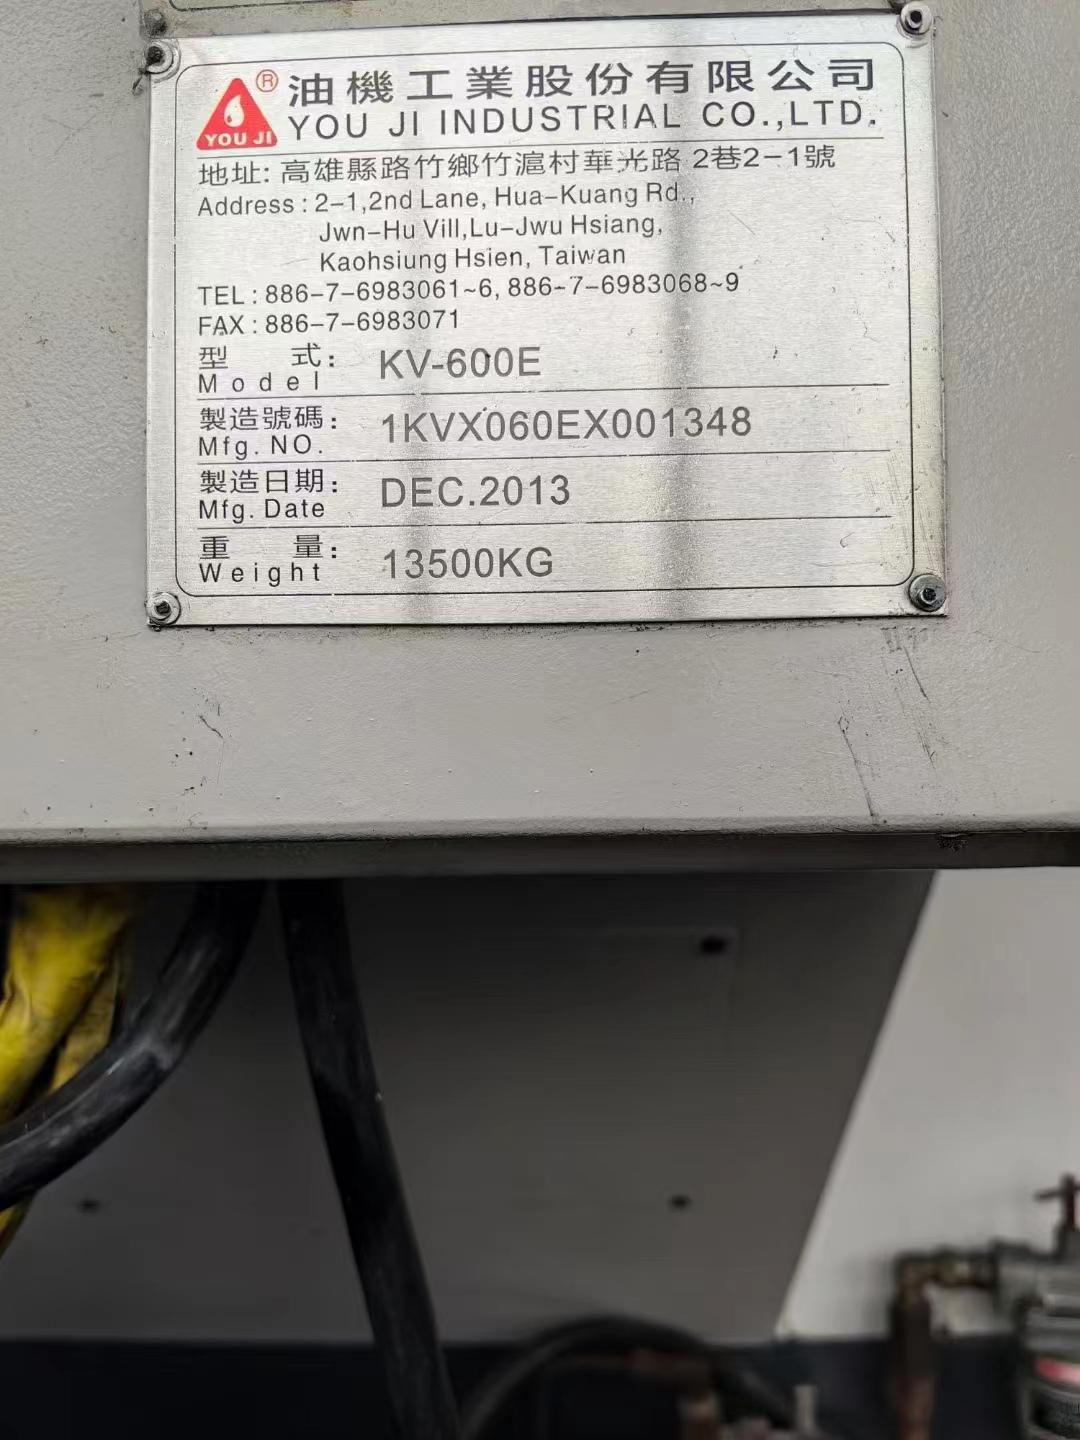 YOU JI ®
油機工業股份有限公司
YOU JI INDUSTRIAL CO.,LTD.
地址: 高雄縣路竹鄉竹滬村華光路 2巷2-1號
Address : 2-1,2nd Lane, Hua-Kuang Rd.,
Jwn-Hu Vill,Lu-Jwu Hsiang,
Kaohsiung Hsien, Taiwan
TEL : 886-7-6983061~6, 886-7-6983068~9
FAX : 886-7-6983071
型 式: KV-600E
Model
製造號碼: 1KVX060EX001348
Mfg. NO.
製造日期: DEC.2013
Mfg. Date
重 量: 13500KG
Weight